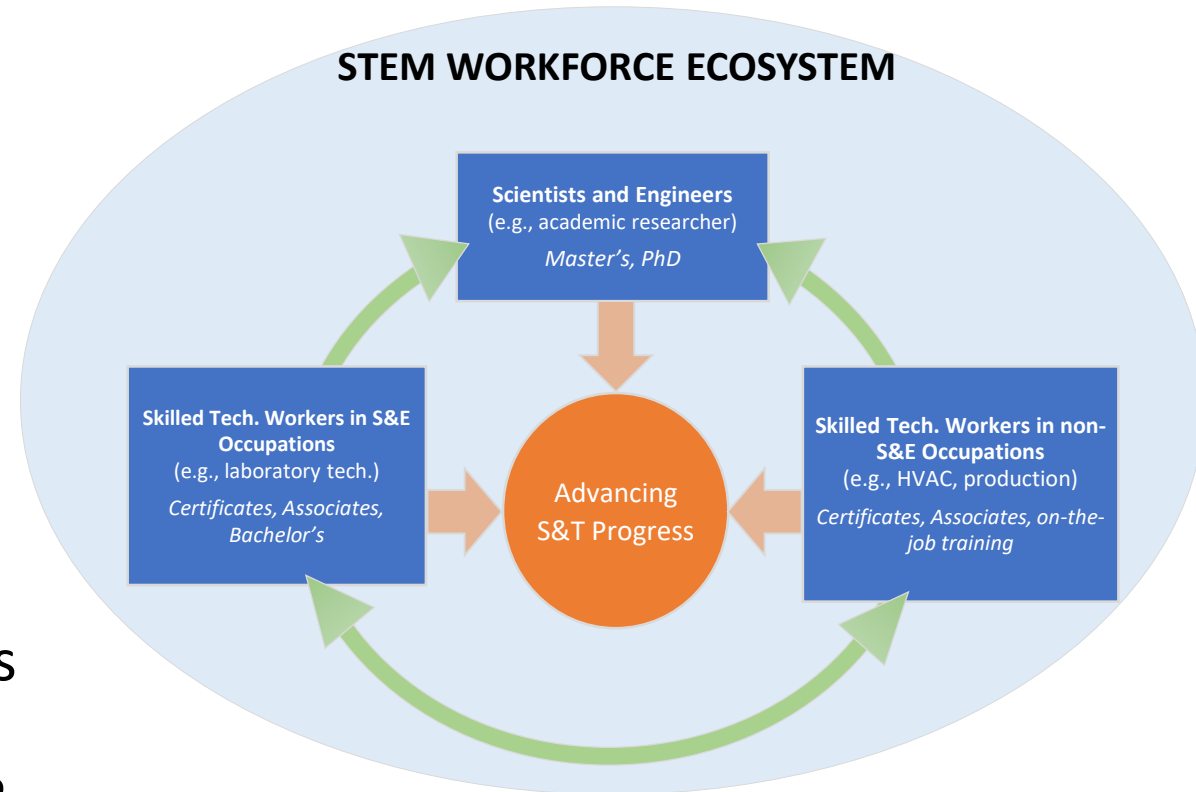 STEM WORKFORCE ECOSYSTEM
Scientists and Engineers
(e.g., academic researcher)
Master’s, PhD
Skilled Tech. Workers in S&E
Occupations
(e.g., laboratory tech.)
Certificates, Associates,
Bachelor’s
Advancing
S&T Progress
Skilled Tech. Workers in non-
S&E Occupations
(e.g., HVAC, production)
Certificates, Associates, on-the-
job training
s